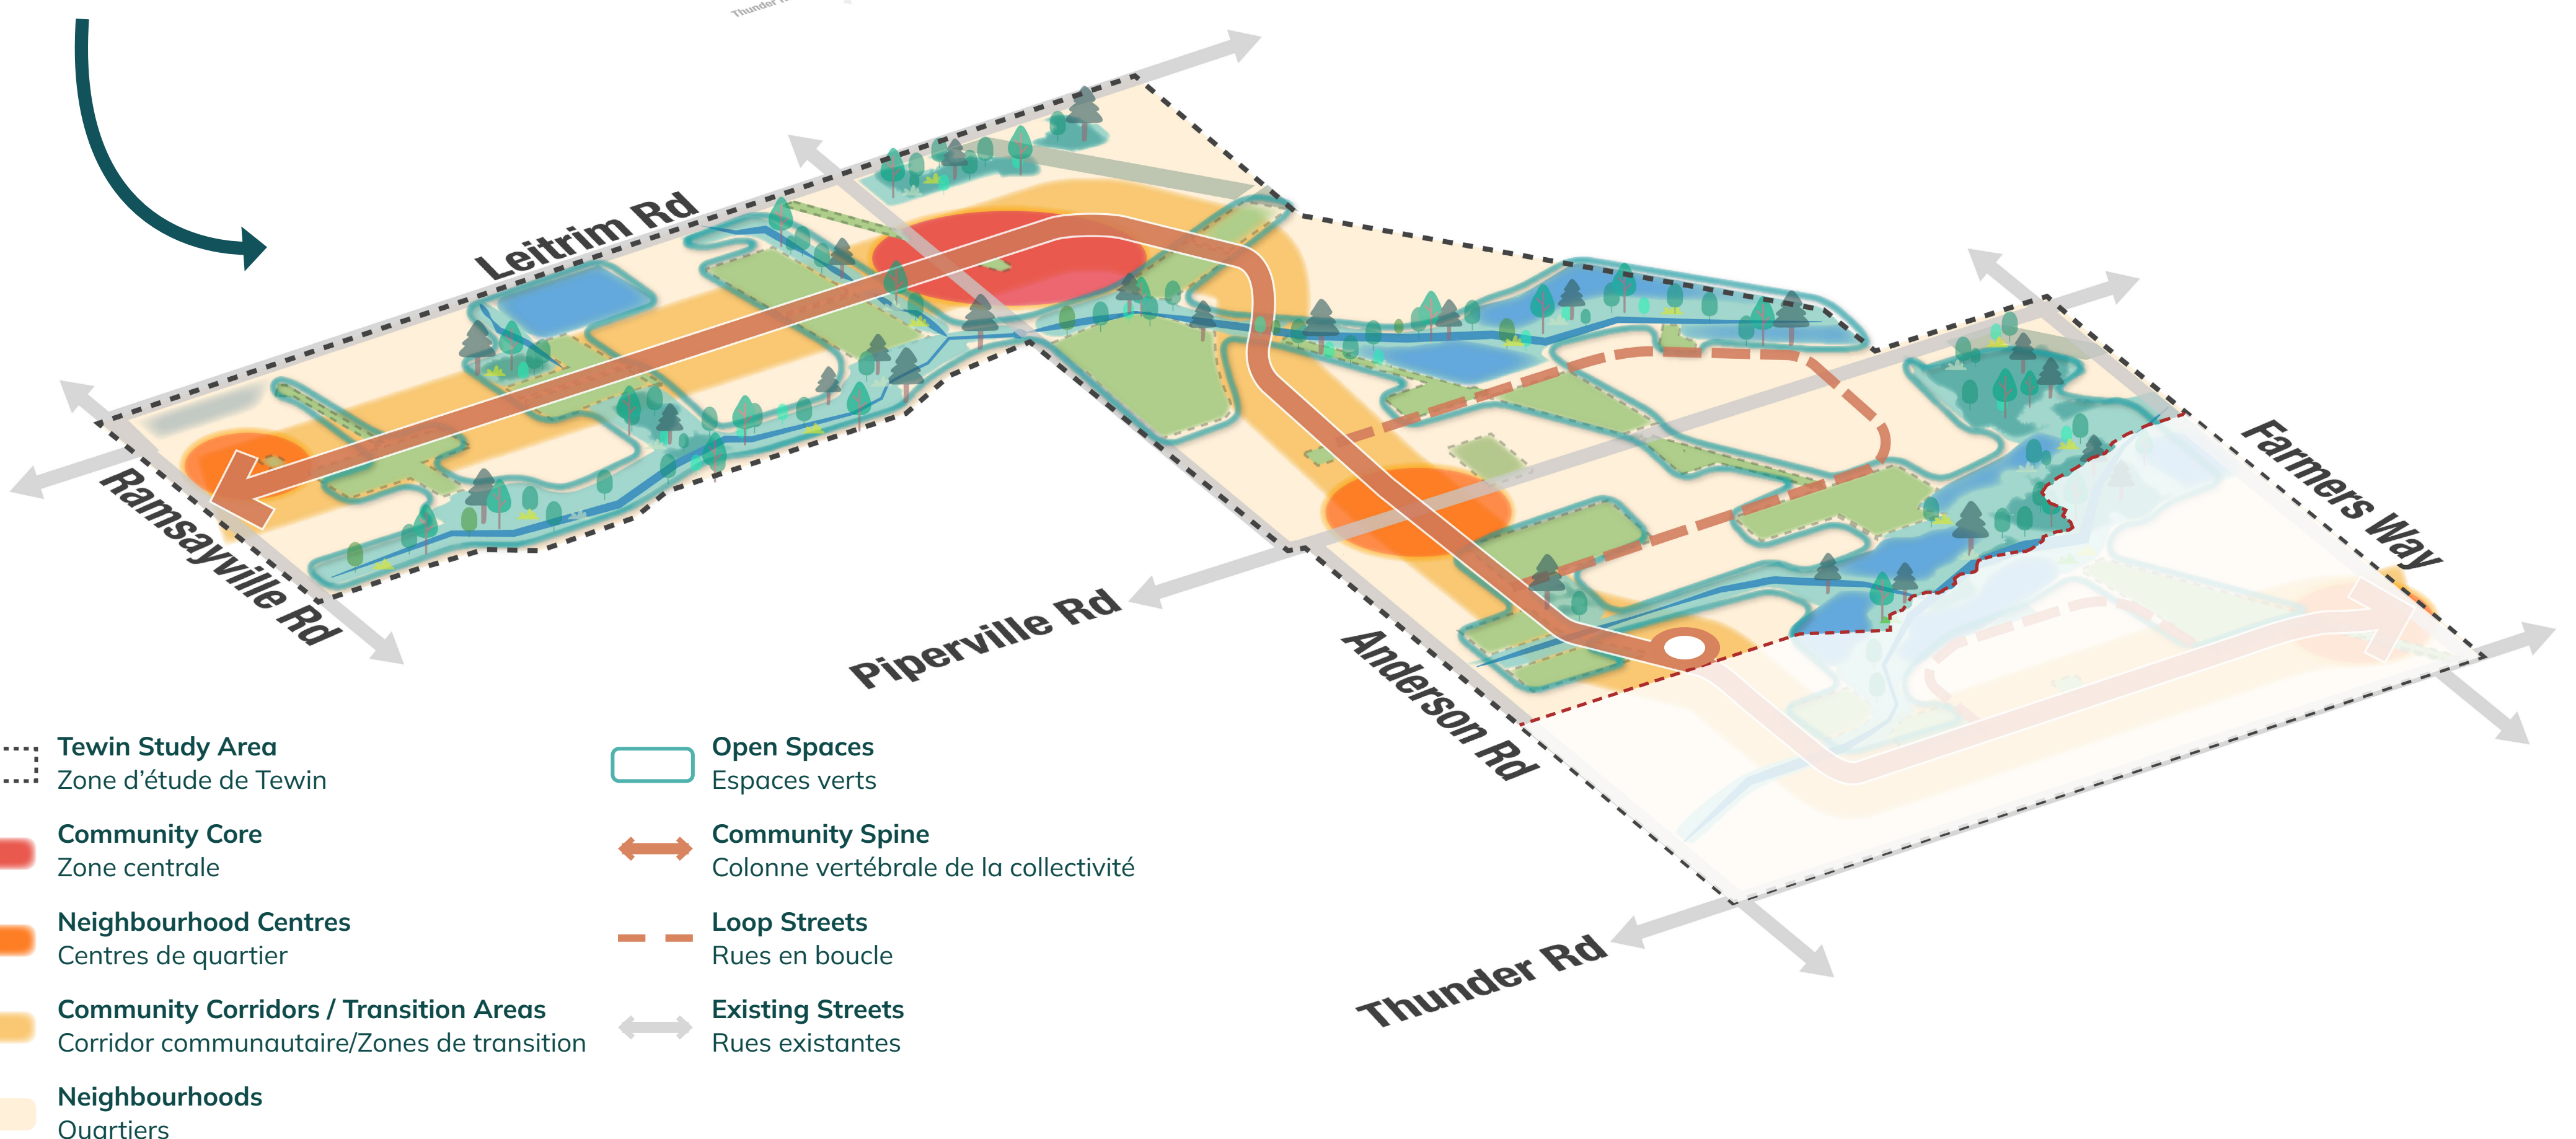 Thunder
Leitrim Rd
Ramsayville Rd
Piperville Rd
Anderson Rd
Farmers Way
Thunder Rd
Tewin Study Area
Zone d’étude de Tewin
Community Core
Zone centrale
Neighbourhood Centres
Centres de quartier
Community Corridors / Transition Areas
Corridor communautaire/Zones de transition
Neighbourhoods
Quartiers
Open Spaces
Espaces verts
Community Spine
Colonne vertébrale de la collectivité
Loop Streets
Rues en boucle
Existing Streets
Rues existantes